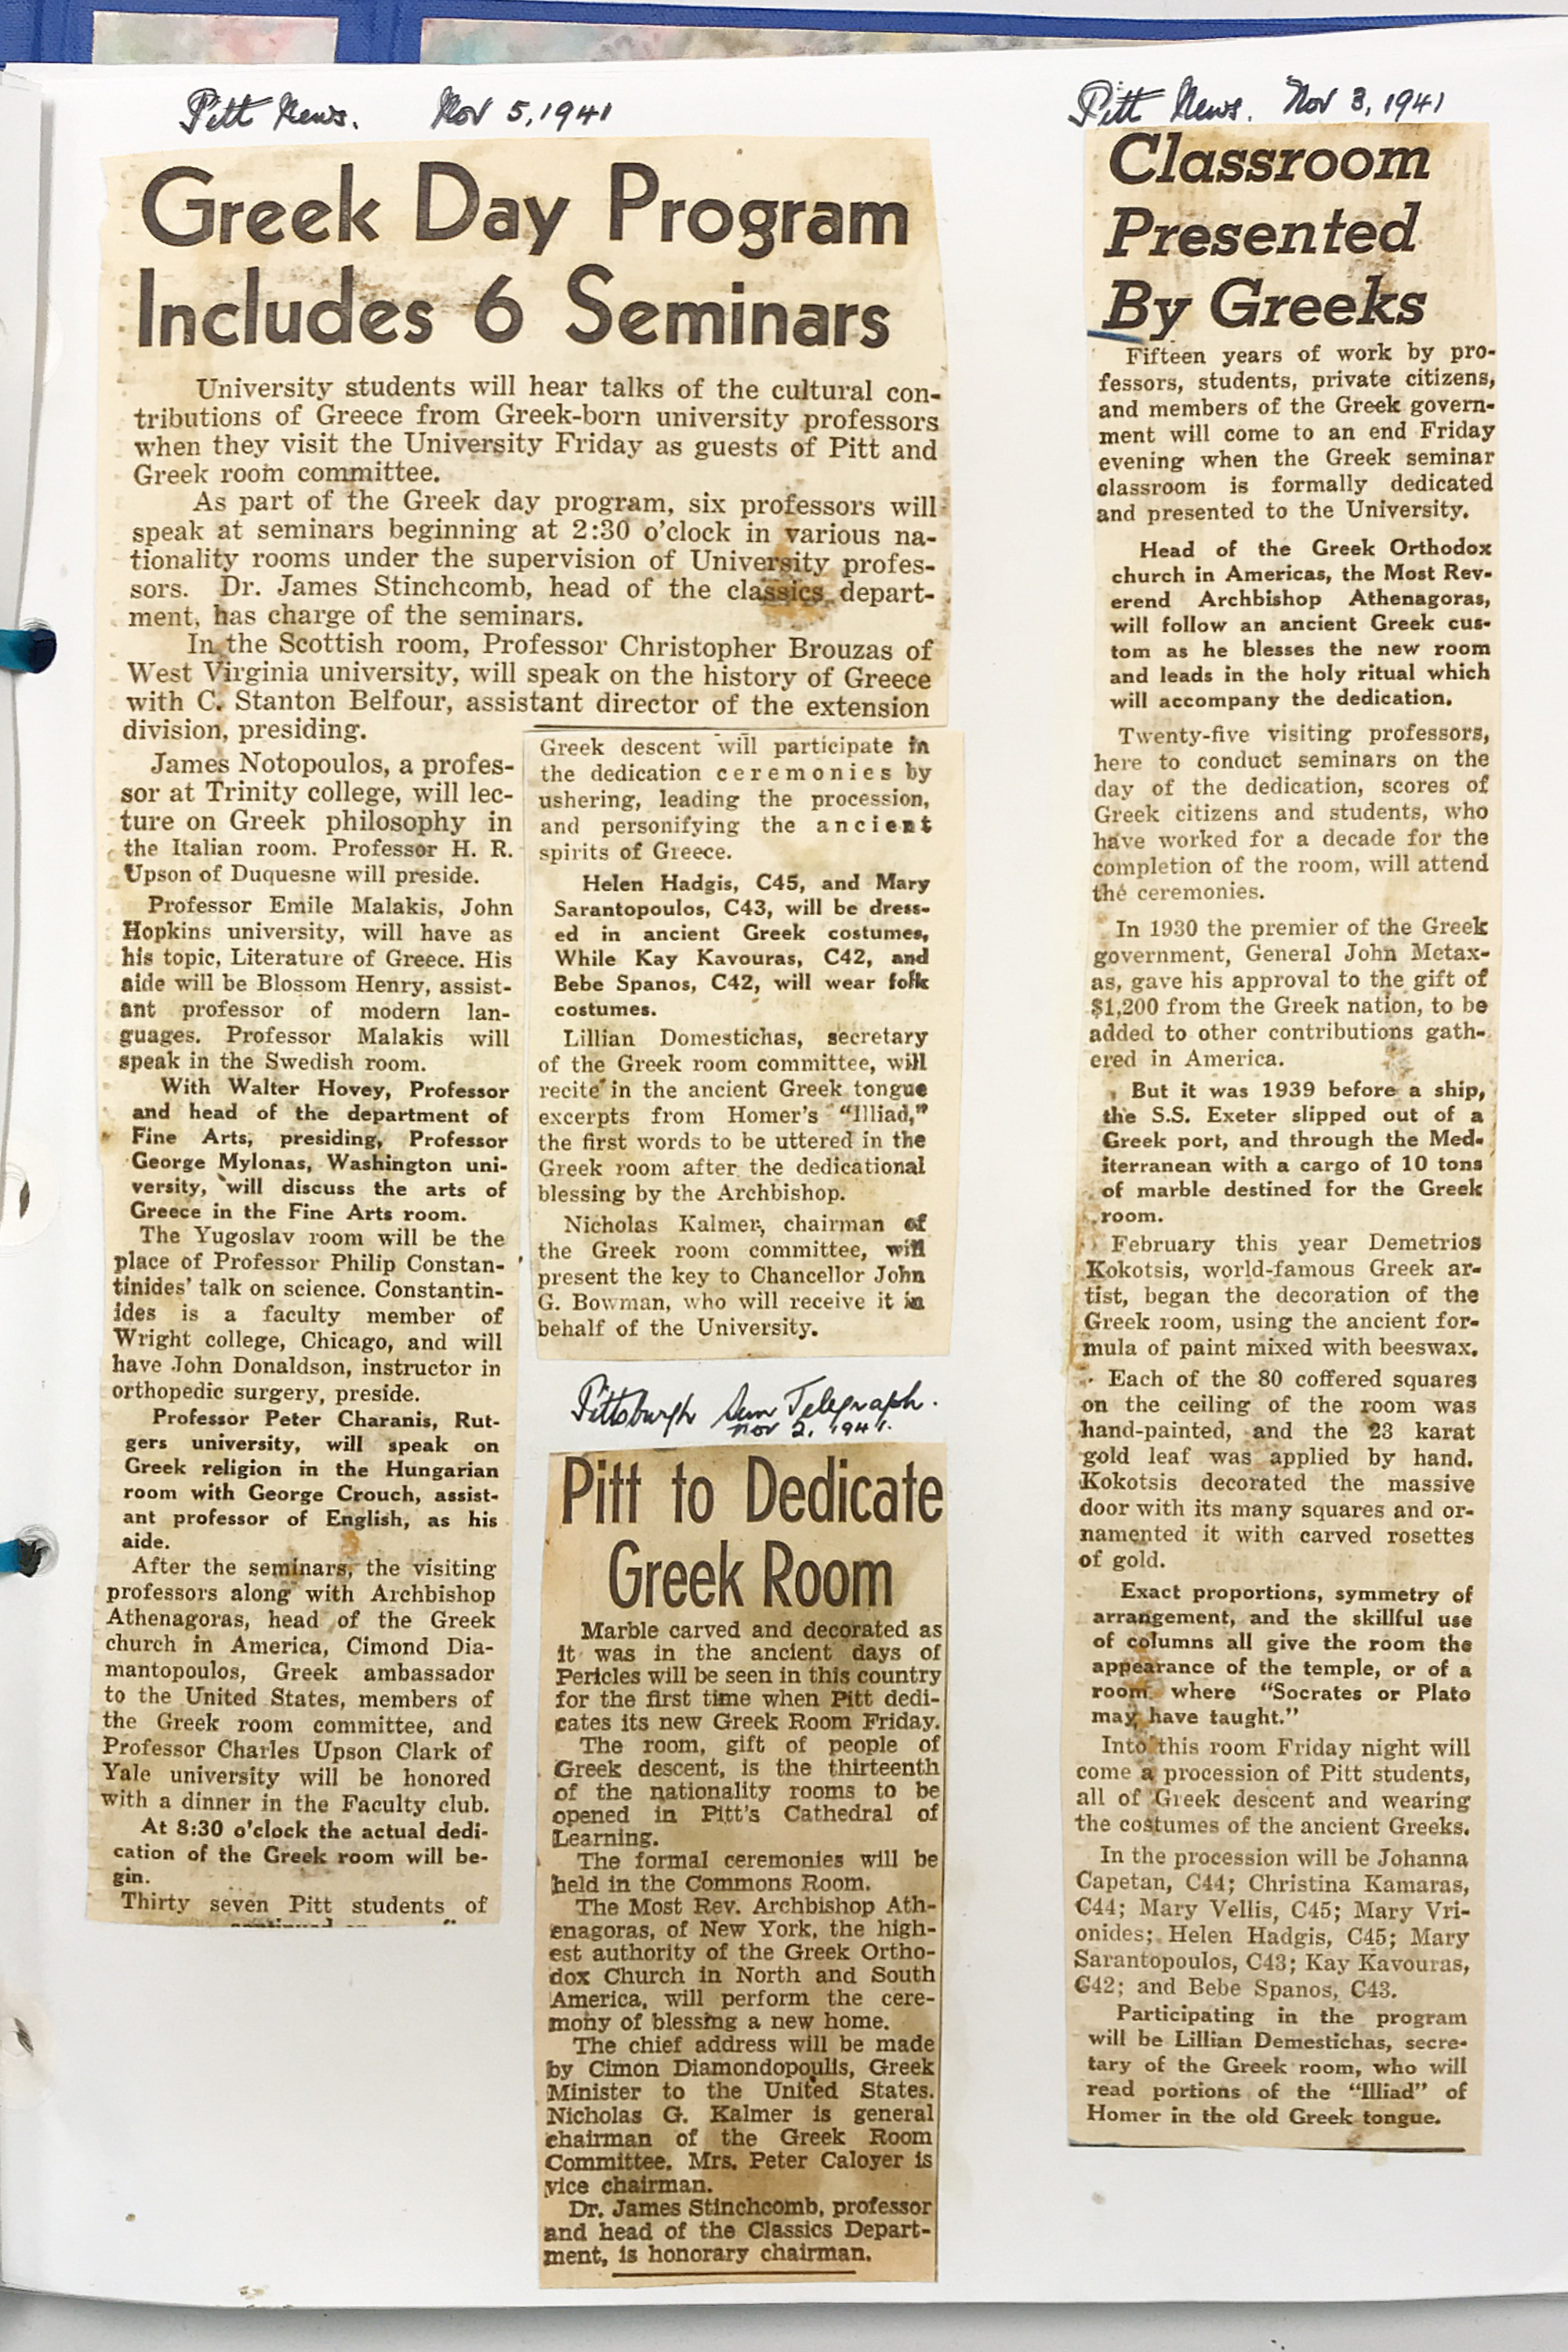 Pitt News. Nov 5, 1941
Greek Day Program
Includes 6 Seminars
University students will hear talks of the cultural con-
tributions of Greece from Greek-born university professors
when they visit the University Friday as guests of Pitt and
Greek room committee.
As part of the Greek day program, six professors will
speak at seminars beginning at 2:30 o'clock in various na-
tionality rooms under the supervision of University profes-
sors. Dr. James Stinchcomb, head of the classics depart-
ment, has charge of the seminars.
In the Scottish room, Professor Christopher Brouzas of
West Virginia university, will speak on the history of Greece
with C. Stanton Belfour, assistant director of the extension
division, presiding.
James Notopoulos, a profes-
sor at Trinity college, will lec-
ture on Greek philosophy in
the Italian room. Professor H. R.
Upson of Duquesne will preside.
Professor Emile Malakis, John
Hopkins university, will have as
his topic, Literature of Greece. His
aide will be Blossom Henry, assist-
ant professor of modern lan-
guages. Professor Malakis will
speak in the Swedish room.
With Walter Hovey, Professor
and head of the department of
Fine Arts, presiding, Professor
George Mylonas, Washington uni-
versity, will discuss the arts of
Greece in the Fine Arts room.
The Yugoslav room will be the
place of Professor Philip Constan-
tinides' talk on science. Constantin-
ides is a faculty member of
Wright college, Chicago, and will
have John Donaldson, instructor in
orthopedic surgery, preside.
Professor Peter Charanis, Rut-
gers university, will speak on
Greek religion in the Hungarian
room with George Crouch, assist-
ant professor of English, as his
aide.
After the seminars, the visiting
professors along with Archbishop
Athenagoras, head of the Greek
church in America, Cimond Dia-
mantopoulos, Greek ambassador
to the United States, members of
the Greek room committee, and
Professor Charles Upson Clark of
Yale university will be honored
with a dinner in the Faculty club.
At 8:30 o'clock the actual dedi-
cation of the Greek room will be-
gin.
Thirty seven Pitt students of
Greek descent will participate in
the dedication ceremonies by
ushering, leading the procession,
and personifying the ancient
spirits of Greece.
Helen Hadgis, C45, and Mary
Sarantopoulos, C43, will be dress-
ed in ancient Greek costumes,
While Kay Kavouras, C42, and
Bebe Spanos, C42, will wear folk
costumes.
Lillian Domestichas, secretary
of the Greek room committee, will
recite in the ancient Greek tongue
excerpts from Homer's "Illiad,"
the first words to be uttered in the
Greek room after the dedicational
blessing by the Archbishop.
Nicholas Kalmer, chairman of
the Greek room committee, will
present the key to Chancellor John
G. Bowman, who will receive it in
behalf of the University.
Pittsburgh Sun Telegraph.
Nov 2, 1941.
Pitt to Dedicate
Greek Room
Marble carved and decorated as
it was in the ancient days of
Pericles will be seen in this country
for the first time when Pitt dedi-
cates its new Greek Room Friday.
The room, gift of people of
Greek descent, is the thirteenth
of the nationality rooms to be
opened in Pitt's Cathedral of
Learning.
The formal ceremonies will be
held in the Commons Room.
The Most Rev. Archbishop Ath-
enagoras, of New York, the high-
est authority of the Greek Ortho-
dox Church in North and South
America, will perform the cere-
mony of blessing a new home.
The chief address will be made
by Cimon Diamondopoulis, Greek
Minister to the United States.
Nicholas G. Kalmer is general
chairman of the Greek Room
Committee. Mrs. Peter Caloyer is
vice chairman.
Dr. James Stinchcomb, professor
and head of the Classics Depart-
ment, is honorary chairman.
Pitt News. Nov 3, 1941
Classroom
Presented
By Greeks
Fifteen years of work by pro-
fessors, students, private citizens,
and members of the Greek govern-
ment will come to an end Friday
evening when the Greek seminar
classroom is formally dedicated
and presented to the University.
Head of the Greek Orthodox
church in Americas, the Most Rev-
erend Archbishop Athenagoras,
will follow an ancient Greek cus-
tom as he blesses the new room
and leads in the holy ritual which
will accompany the dedication.
Twenty-five visiting professors,
here to conduct seminars on the
day of the dedication, scores of
Greek citizens and students, who
have worked for a decade for the
completion of the room, will attend
the ceremonies.
In 1930 the premier of the Greek
government, General John Metax-
as, gave his approval to the gift of
$1,200 from the Greek nation, to be
added to other contributions gath-
ered in America.
But it was 1939 before a ship,
the S.S. Exeter slipped out of a
Greek port, and through the Med-
iterranean with a cargo of 10 tons
of marble destined for the Greek
room.
February this year Demetrios
Kokotsis, world-famous Greek ar-
tist, began the decoration of the
Greek room, using the ancient for-
mula of paint mixed with beeswax.
Each of the 80 coffered squares
on the ceiling of the room was
hand-painted, and the 23 karat
gold leaf was applied by hand.
Kokotsis decorated the massive
door with its many squares and or-
namented it with carved rosettes
of gold.
Exact proportions, symmetry of
arrangement, and the skillful use
of columns all give the room the
appearance of the temple, or of a
room where "Socrates or Plato
may have taught."
Into this room Friday night will
come a procession of Pitt students,
all of Greek descent and wearing
the costumes of the ancient Greeks.
In the procession will be Johanna
Capetan, C44; Christina Kamaras,
C44; Mary Vellis, C45; Mary Vri-
onides; Helen Hadgis, C45; Mary
Sarantopoulos, C43; Kay Kavouras,
C42; and Bebe Spanos, C43.
Participating in the program
will be Lillian Demestichas, secre-
tary of the Greek room, who will
read portions of the "Illiad" of
Homer in the old Greek tongue.